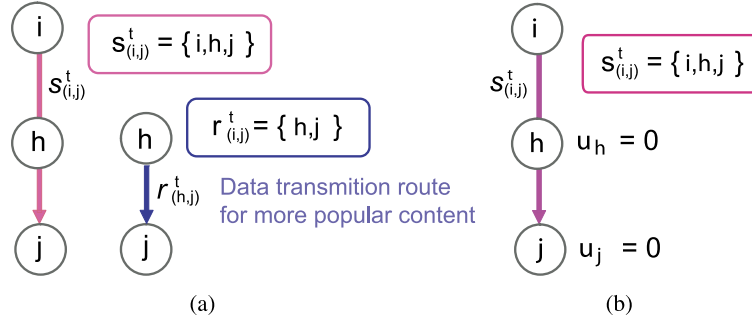 i
s^t_(i,j) = { i,h,j }
s^t_(i,j)
h
h
r^t_(i,j) = { h,j }
r^t_(h,j)
Data transmition route
for more popular content
j
j
(a)
i
s^t_(i,j) = { i,h,j }
s^t_(i,j)
h
u_h = 0
j
u_j = 0
(b)